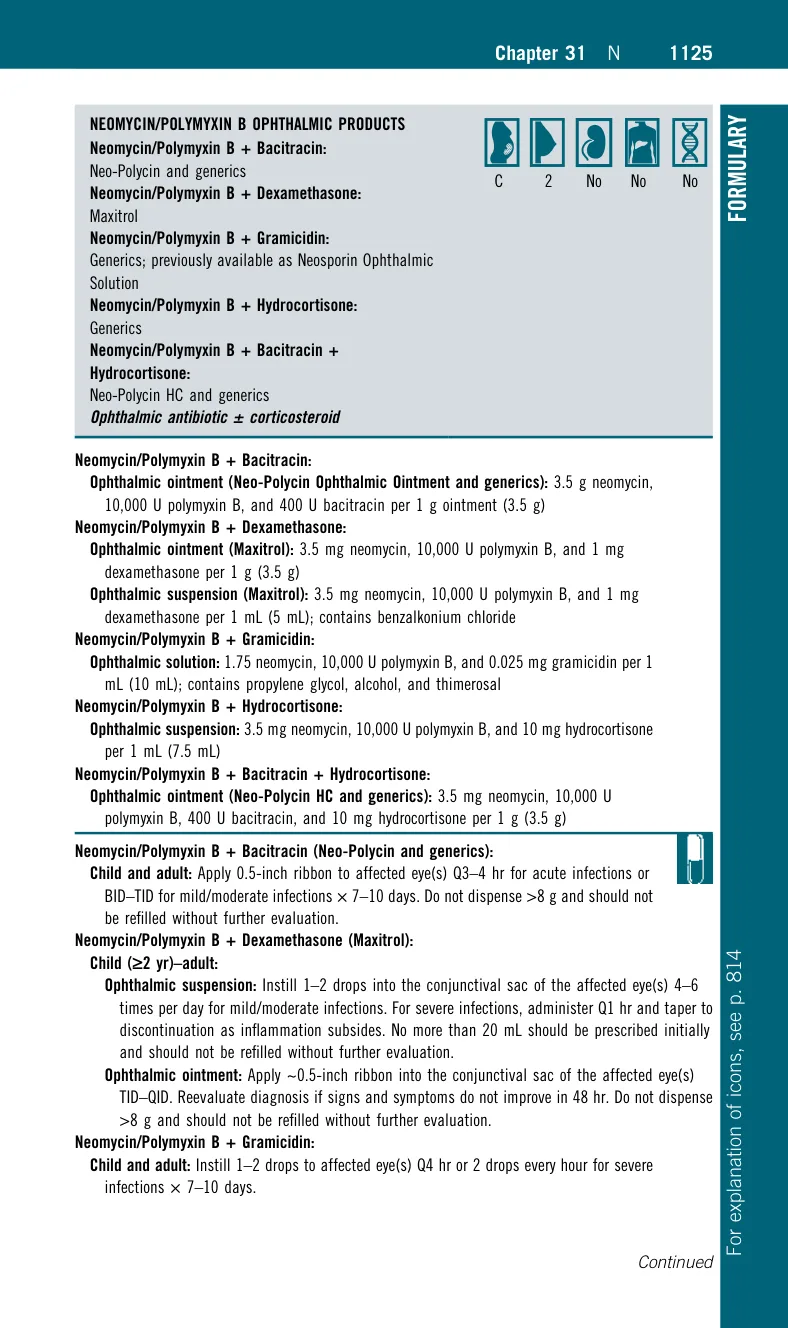 Chapter 31 N 1125
NEOMYCIN/POLYMYXIN B OPHTHALMIC PRODUCTS
Neomycin/Polymyxin B + Bacitracin:
Neo-Polycin and generics
Neomycin/Polymyxin B + Dexamethasone:
Maxitrol
Neomycin/Polymyxin B + Gramicidin:
Generics; previously available as Neosporin Ophthalmic
Solution
Neomycin/Polymyxin B + Hydrocortisone:
Generics
Neomycin/Polymyxin B + Bacitracin +
Hydrocortisone:
Neo-Polycin HC and generics
Ophthalmic antibiotic ± corticosteroid
C 2 No No No
Neomycin/Polymyxin B + Bacitracin:
Ophthalmic ointment (Neo-Polycin Ophthalmic Ointment and generics): 3.5 g neomycin,
10,000 U polymyxin B, and 400 U bacitracin per 1 g ointment (3.5 g)
Neomycin/Polymyxin B + Dexamethasone:
Ophthalmic ointment (Maxitrol): 3.5 mg neomycin, 10,000 U polymyxin B, and 1 mg
dexamethasone per 1 g (3.5 g)
Ophthalmic suspension (Maxitrol): 3.5 mg neomycin, 10,000 U polymyxin B, and 1 mg
dexamethasone per 1 mL (5 mL); contains benzalkonium chloride
Neomycin/Polymyxin B + Gramicidin:
Ophthalmic solution: 1.75 neomycin, 10,000 U polymyxin B, and 0.025 mg gramicidin per 1
mL (10 mL); contains propylene glycol, alcohol, and thimerosal
Neomycin/Polymyxin B + Hydrocortisone:
Ophthalmic suspension: 3.5 mg neomycin, 10,000 U polymyxin B, and 10 mg hydrocortisone
per 1 mL (7.5 mL)
Neomycin/Polymyxin B + Bacitracin + Hydrocortisone:
Ophthalmic ointment (Neo-Polycin HC and generics): 3.5 mg neomycin, 10,000 U
polymyxin B, 400 U bacitracin, and 10 mg hydrocortisone per 1 g (3.5 g)
Neomycin/Polymyxin B + Bacitracin (Neo-Polycin and generics):
Child and adult: Apply 0.5-inch ribbon to affected eye(s) Q3–4 hr for acute infections or
BID–TID for mild/moderate infections × 7–10 days. Do not dispense >8 g and should not
be refilled without further evaluation.
Neomycin/Polymyxin B + Dexamethasone (Maxitrol):
Child (≥2 yr)–adult:
Ophthalmic suspension: Instill 1–2 drops into the conjunctival sac of the affected eye(s) 4–6
times per day for mild/moderate infections. For severe infections, administer Q1 hr and taper to
discontinuation as inflammation subsides. No more than 20 mL should be prescribed initially
and should not be refilled without further evaluation.
Ophthalmic ointment: Apply ~0.5-inch ribbon into the conjunctival sac of the affected eye(s)
TID–QID. Reevaluate diagnosis if signs and symptoms do not improve in 48 hr. Do not dispense
>8 g and should not be refilled without further evaluation.
Neomycin/Polymyxin B + Gramicidin:
Child and adult: Instill 1–2 drops to affected eye(s) Q4 hr or 2 drops every hour for severe
infections × 7–10 days.
Continued
FORMULARY
For explanation of icons, see p. 814